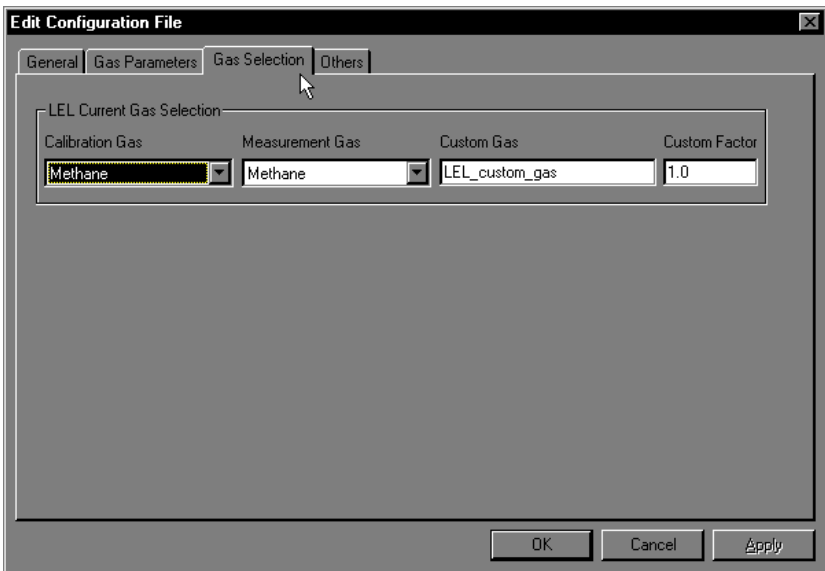 Edit Configuration File
General Gas Parameters Gas Selection Others
LEL Current Gas Selection
Calibration Gas Measurement Gas Custom Gas Custom Factor
Methane Methane LEL_custom_gas 1.0
OK Cancel Apply